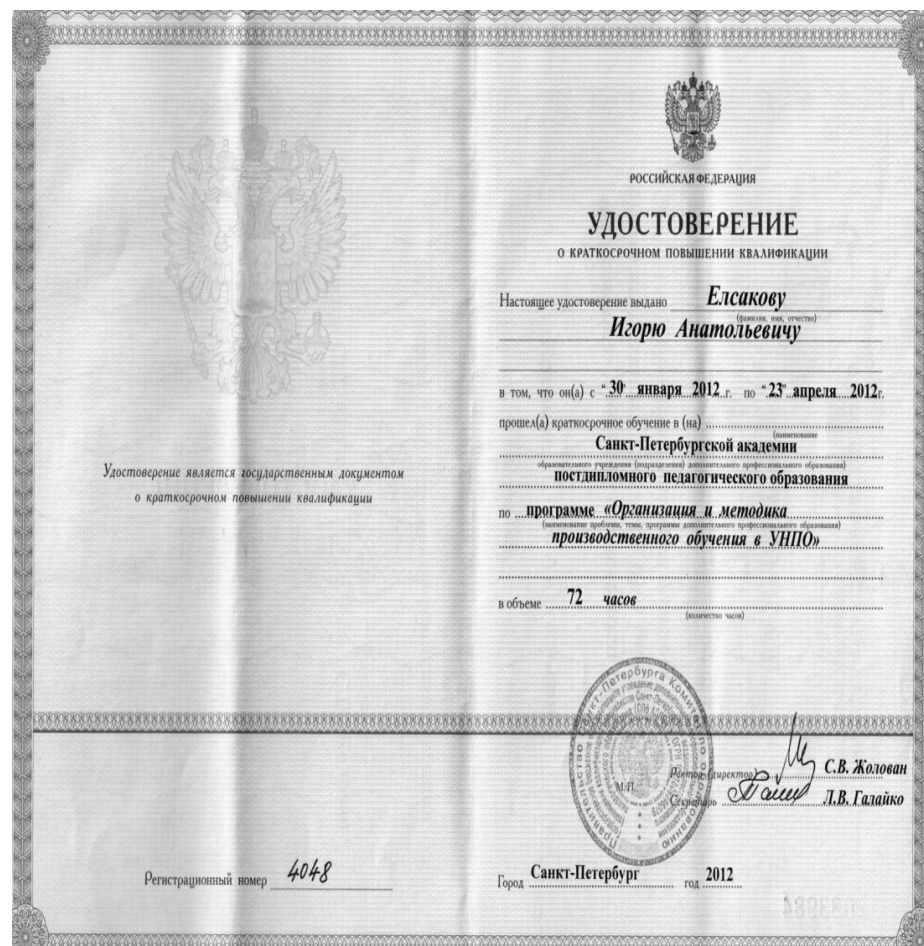 Удостоверение является государственным документом
о краткосрочном повышении квалификации
Регистрационный номер 4048
РОССИЙСКАЯ ФЕДЕРАЦИЯ
УДОСТОВЕРЕНИЕ
О КРАТКОСРОЧНОМ ПОВЫШЕНИИ КВАЛИФИКАЦИИ
Настоящее удостоверение выдано Елсакову
(фамилия, имя, отчество)
Игорю Анатольевичу
в том, что он(а) с "30" января 2012 г. по "23" апреля 2012г.
прошел(а) краткосрочное обучение в (на)
(наименование
Санкт-Петербургской академии
образовательного учреждения (подразделения) дополнительного профессионального образования)
постдипломного педагогического образования
по программе «Организация и методика
(наименование проблемы, темы, программы дополнительного профессионального образования)
производственного обучения в УНПО»
в объеме 72 часов
(количество часов)
М.П.
Ректор (директор) С.В. Жолован
Секретарь Л.В. Галайко
Город Санкт-Петербург год 2012